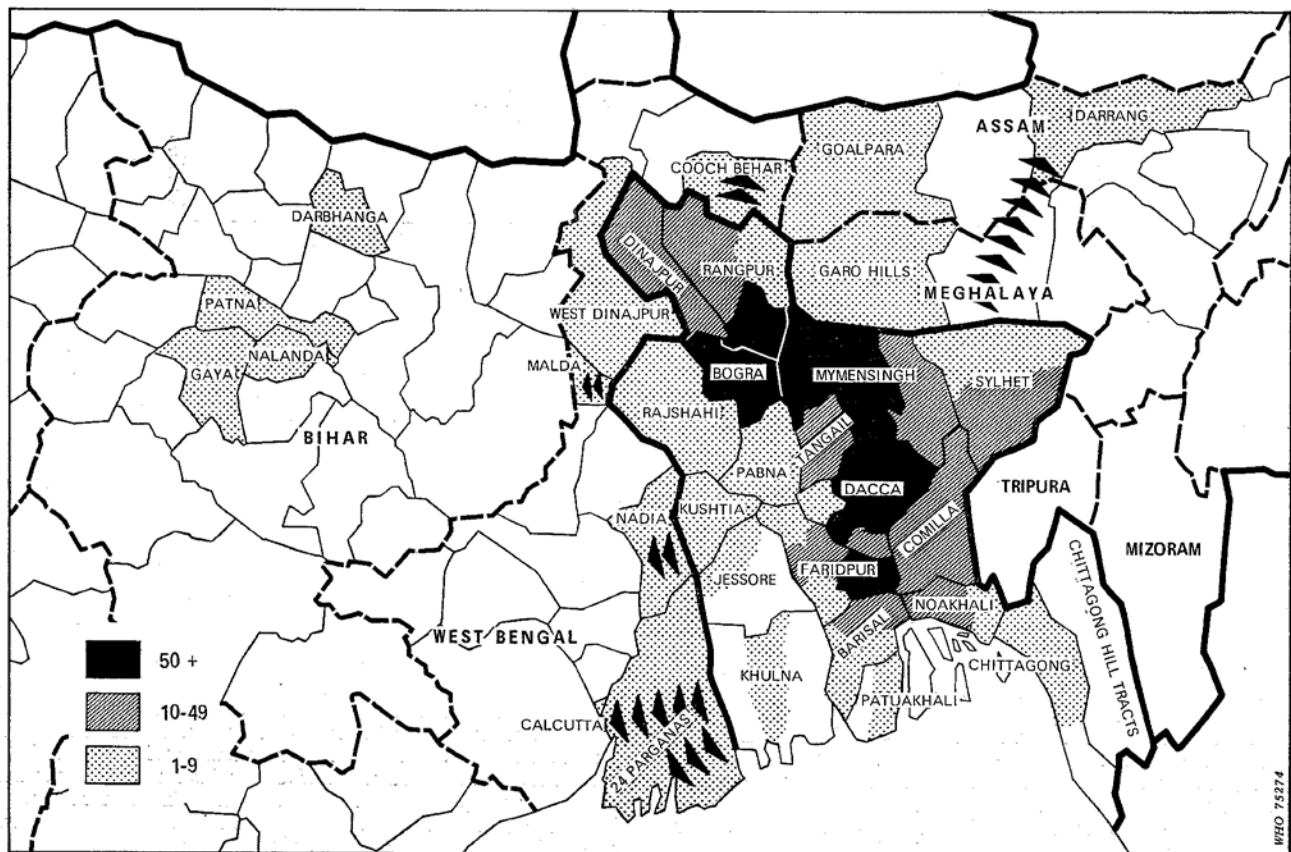 ASSAM
DARRANG
GOALPARA
COOCH BEHAR
DARBHANGA
DINAJPUR
RANGPUR
GARO HILLS
MEGHALAYA
PATNA
WEST DINAJPUR
NALANDA
GAYA
MALDA
BOGRA
MYMENSINGH
SYLHET
RAJSHAHI
BIHAR
TANGAIL
PABNA
DACCA
TRIPURA
NADIA
KUSHTIA
COMILLA
MIZORAM
FARIDPUR
JESSORE
CHITTAGONG HILL TRACTS
NOAKHALI
WEST BENGAL
BARISAL
50 +
KHULNA
CHITTAGONG
PATUAKHALI
10-49
CALCUTTA
24 PARGANAS
1-9
WHO 75274